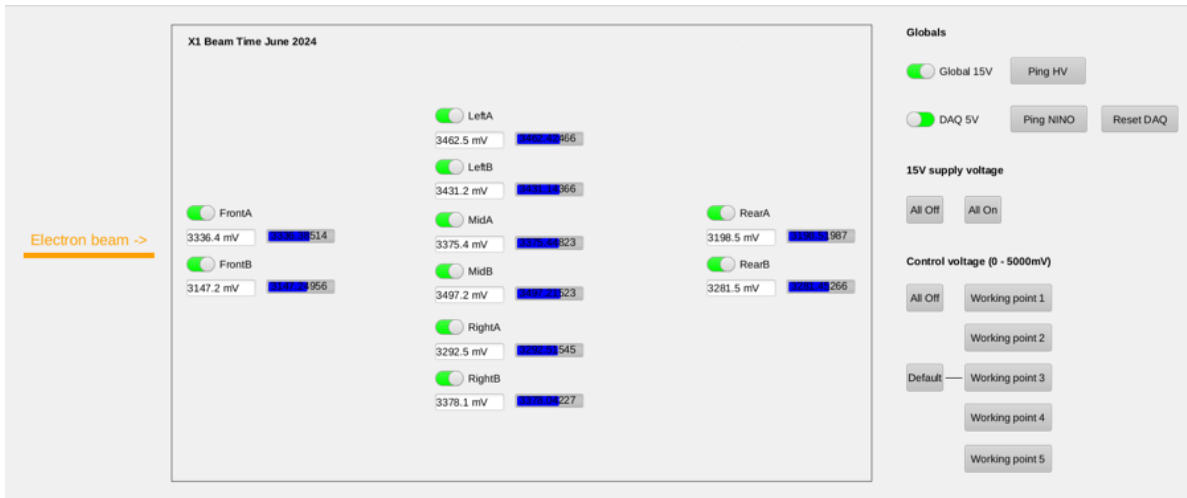 X1 Beam Time June 2024
Electron beam ->
FrontA
3336.4 mV
FrontB
3147.2 mV
LeftA
3462.5 mV
LeftB
3431.2 mV
MidA
3375.4 mV
MidB
3497.2 mV
RightA
3292.5 mV
RightB
3378.1 mV
RearA
3198.5 mV
RearB
3281.5 mV
Globals
Global 15V
Ping HV
DAQ 5V
Ping NINO
Reset DAQ
15V supply voltage
All Off
All On
Control voltage (0 - 5000mV)
All Off
Working point 1
Working point 2
Default
Working point 3
Working point 4
Working point 5